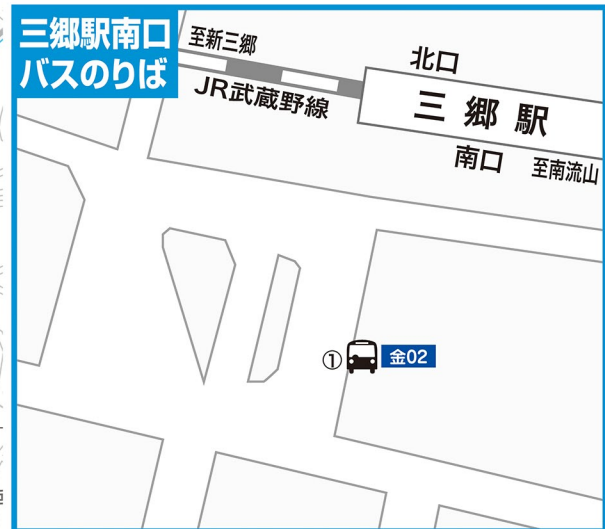 三郷駅南口
バスのりば
至新三郷
JR武蔵野線
北口
三郷駅
南口
至南流山
① 金02